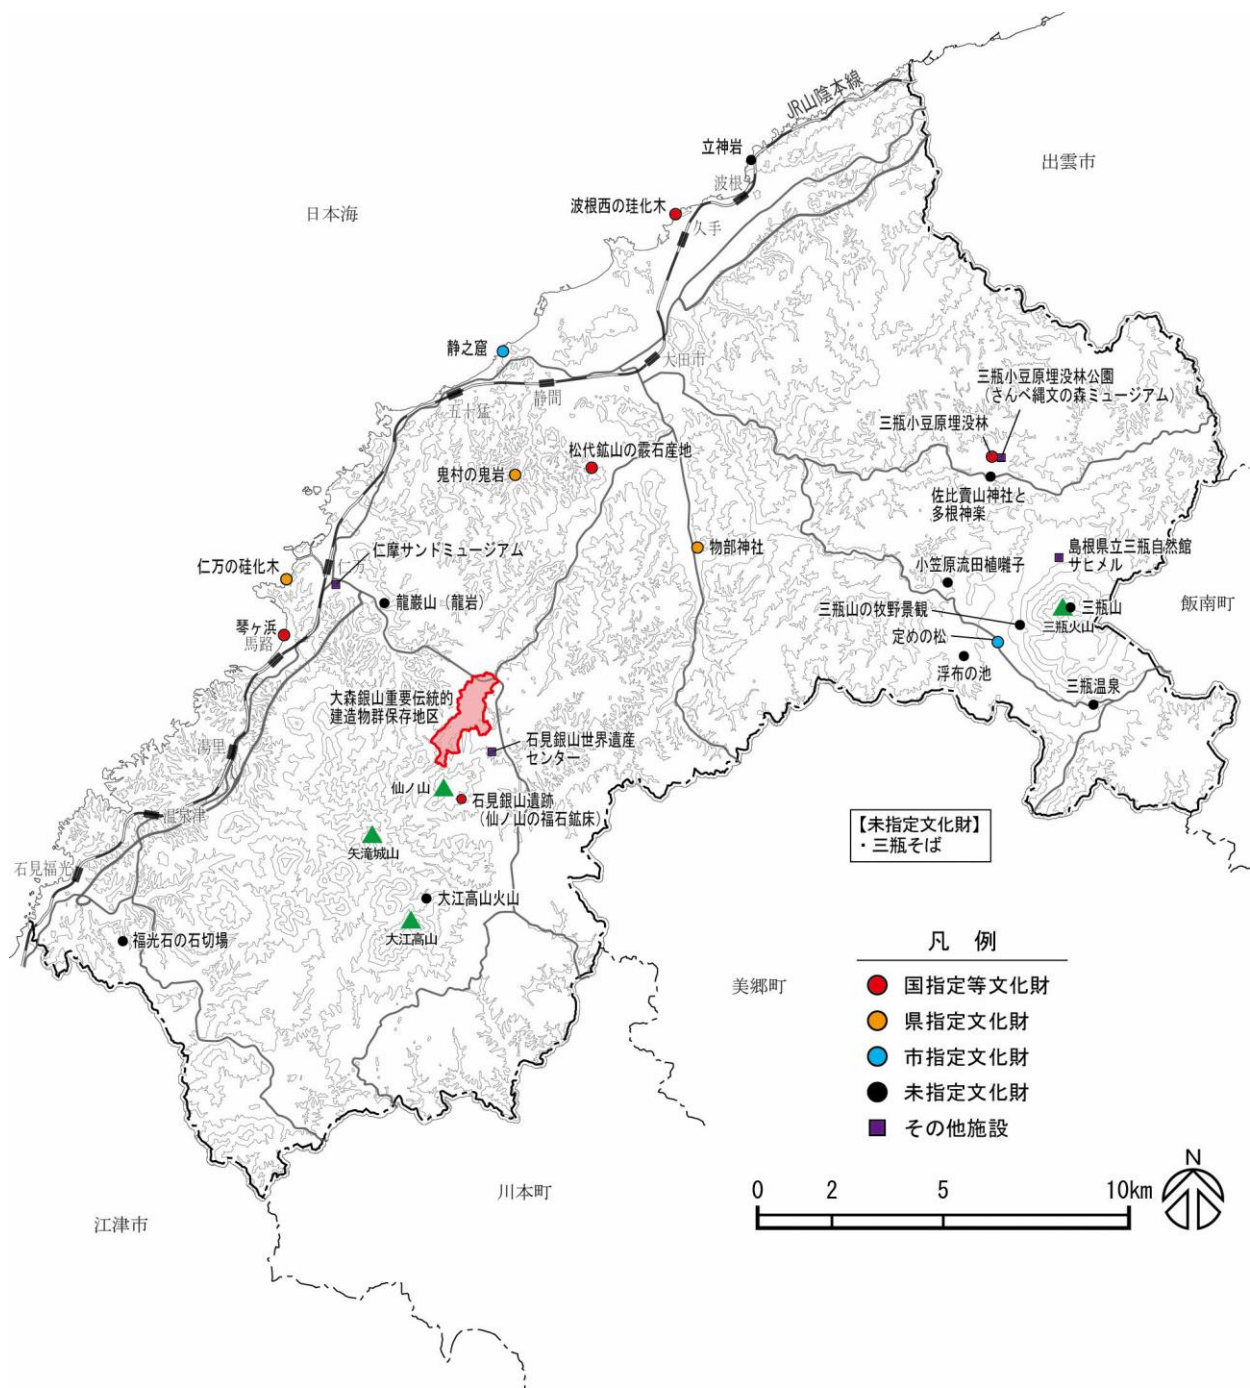 JR山陰本線
立神岩
出雲市
波根
波根西の珪化木
日本海
久手
静之窟
大田市
三瓶小豆原埋没林公園
(さんべ縄文の森ミュージアム)
静間
五十猛
三瓶小豆原埋没林
松代鉱山の霰石産地
鬼村の鬼岩
佐比賣山神社と
多根神楽
物部神社
島根県立三瓶自然館
サヒメル
仁摩サンドミュージアム
仁万の硅化木
仁万
小笠原流田植囃子
飯南町
龍巌山(龍岩)
三瓶山の牧野景観
三瓶山
三瓶火山
琴ヶ浜
馬路
定めの松
浮布の池
三瓶温泉
大森銀山重要伝統的
建造物群保存地区
石見銀山世界遺産
センター
湯里
仙ノ山
石見銀山遺跡
(仙ノ山の福石鉱床)
温泉津
【未指定文化財】
・三瓶そば
矢滝城山
石見福光
大江高山火山
大江高山
福光石の石切場
凡 例
美郷町
国指定等文化財
県指定文化財
市指定文化財
未指定文化財
その他施設
N
0 2 5 10km
川本町
江津市